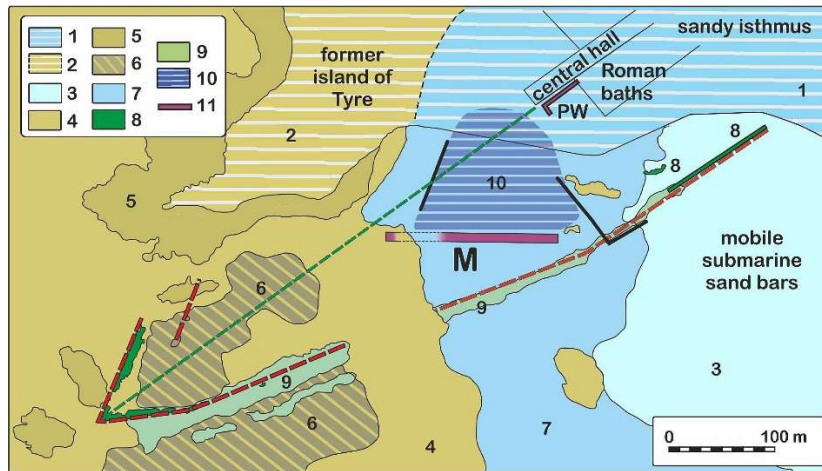 1
2
3
4
5
6
7
8
9
10
11
former
island of
Tyre
2
5
central hall
sandy isthmus
Roman
baths
PW
1
8
8
10
M
9
mobile
submarine
sand bars
3
6
9
6
4
7
0 100 m